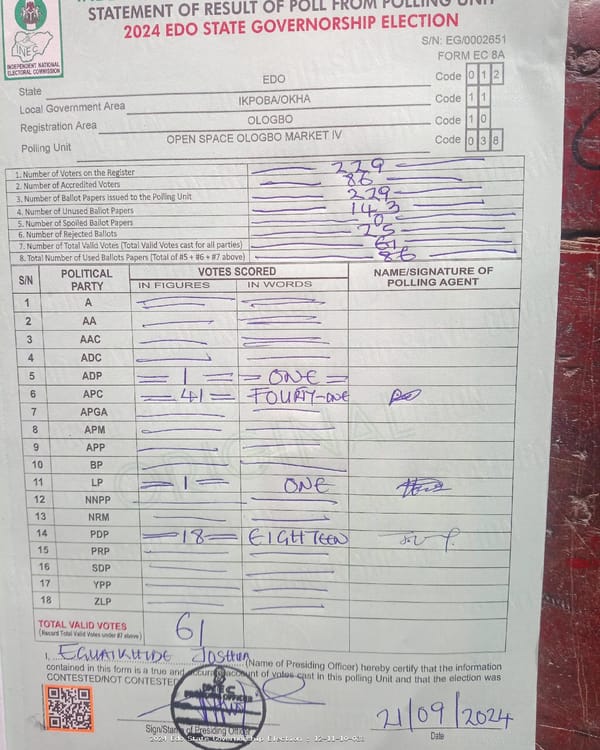 STATEMENT OF RESULT OF POLL FROM POLLING UNIT
2024 EDO STATE GOVERNORSHIP ELECTION
INEC
INDEPENDENT NATIONAL
ELECTORAL COMMISSION
S/N: EG/0002651
FORM EC 8A
State EDO Code 0 1 2
Local Government Area IKPOBA/OKHA Code 1 1
Registration Area OLOGBO Code 1 0
Polling Unit OPEN SPACE OLOGBO MARKET IV Code 0 3 8
1. Number of Voters on the Register 229
2. Number of Accredited Voters 86
3. Number of Ballot Papers Issued to the Polling Unit 229
4. Number of Unused Ballot Papers 143
5. Number of Spoiled Ballot Papers 0
6. Number of Rejected Ballots 25
7. Number of Total Valid Votes (Total Valid Votes cast for all parties) 61
8. Total Number of Used Ballots Papers (Total of #5 + #6 + #7 above) 86
S/N POLITICAL PARTY VOTES SCORED NAME/SIGNATURE OF POLLING AGENT
IN FIGURES IN WORDS
1 A
2 AA
3 AAC
4 ADC
5 ADP 1 ONE
6 APC 41 FOURTY-ONE
7 APGA
8 APM
9 APP
10 BP
11 LP 1 ONE
12 NNPP
13 NRM
14 PDP 18 EIGHTEEN
15 PRP
16 SDP
17 YPP
18 ZLP
ORIGINAL
TOTAL VALID VOTES 61
(Record Total Valid Votes under #7 above)
I, EGUAIKHIDE JOSHUA (Name of Presiding Officer) hereby certify that the information
contained in this form is a true and accurate account of votes cast in this polling Unit and that the election was
CONTESTED/NOT CONTESTED
INEC
Sign/Stamp of Presiding Officer
21/09/2024
Date
2024 Edo State Governorship Election : 12-11-10-03